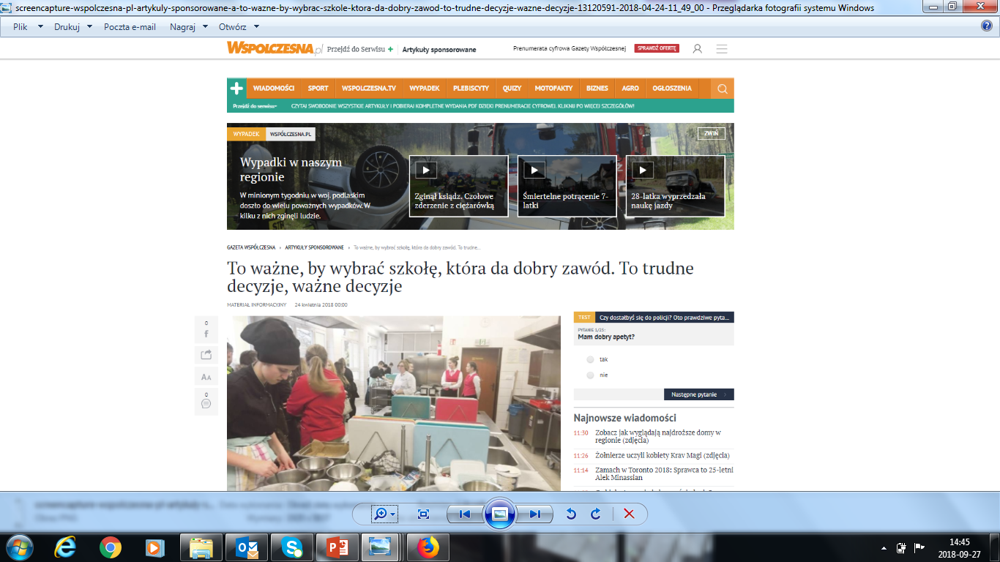 screencapture-wspolczesna-pl-artykuly-sponsorowane-a-to-wazne-by-wybrac-szkole-ktora-da-dobry-zawod-to-trudne-decyzje-wazne-decyzje-13120591-2018-04-24-11_49_00 - Przeglądarka fotografii systemu Windows
Plik Drukuj Poczta e-mail Nagraj Otwórz
WSPOLCZESNA.pl Przejdź do Serwisu + Artykuły sponsorowane Prenumerata cyfrowa Gazety Współczesnej SPRAWDŹ OFERTĘ
WIADOMOŚCI SPORT WSPOLCZESNA.TV WYPADEK PLEBISCYTY QUIZY MOTOFAKTY BIZNES AGRO OGŁOSZENIA
Przejdź do serwisu+ CZYTAJ SWOBODNIE WSZYSTKIE ARTYKUŁY I POBIERAJ KOMPLETNE WYDANIA PDF DZIĘKI PRENUMERACIE CYFROWEJ. KLIKNIJ PO WIĘCEJ SZCZEGÓŁÓW!
WYPADEK WSPÓŁCZESNA.PL ZWIŃ
Wypadki w naszym
regionie
W minionym tygodniu w woj. podlaskim
doszło do wielu poważnych wypadków. W
kilku z nich zginęli ludzie.
Zginął ksiądz. Czołowe
zderzenie z ciężarówką
Śmiertelne potrącenie 7-
latki
28-latka wyprzedzała
naukę jazdy
GAZETA WSPÓŁCZESNA › ARTYKUŁY SPONSOROWANE › To ważne, by wybrać szkołę, która da dobry zawód. To trudne...
To ważne, by wybrać szkołę, która da dobry zawód. To trudne
decyzje, ważne decyzje
MATERIAŁ INFORMACYJNY 24 kwietnia 2018 00:00
0
f
AA
0
TEST Czy dostałbyś się do policji? Oto prawdziwe pyta...
PYTANIE 1/25:
Mam dobry apetyt?
tak
nie
Następne pytanie ›
Najnowsze wiadomości
11:30 Zobacz jak wyglądają najdroższe domy w
regionie (zdjęcia)
11:26 Żołnierze uczyli kobiety Krav Magi (zdjęcia)
11:14 Zamach w Toronto 2018: Sprawca to 25-letni
Alek Minassian
14:45
2018-09-27